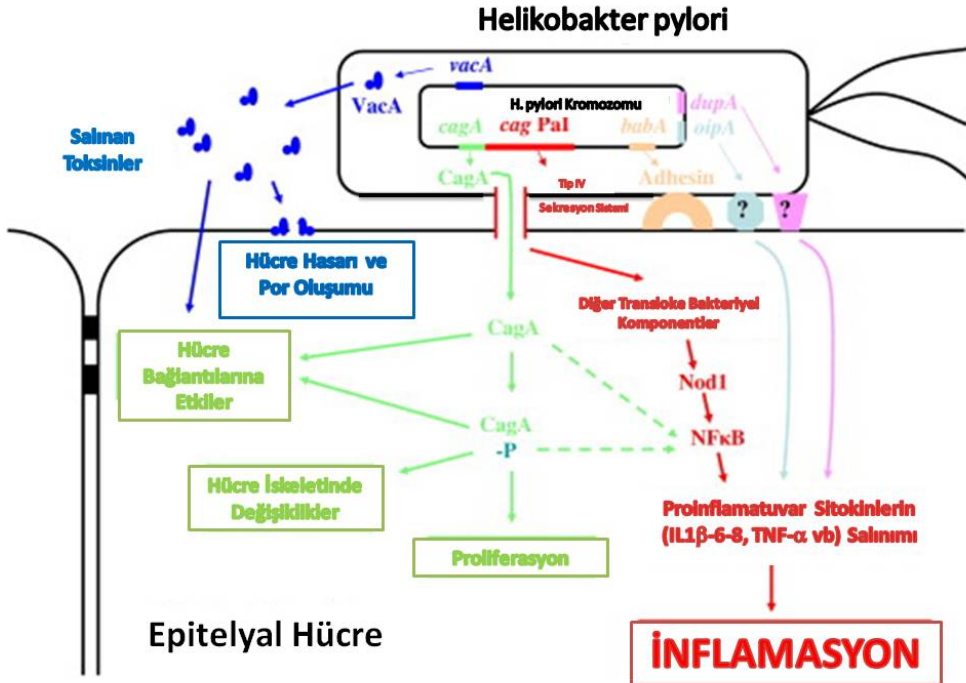 Helikobakter pylori
vacA
VacA
H. pylori Kromozomu
dupA
cagA
cag PaI
babA
oipA
Salınan
Toksinler
CagA
Tip IV
Sekresyon Sistemi
Adhesin
?
?
Hücre Hasarı ve
Por Oluşumu
Diğer Transloke Bakteriyel
Komponentler
CagA
Hücre
Bağlantılarına
Etkiler
Nod1
CagA
-P
NFκB
Hücre İskeletinde
Değişiklikler
Proinflamatuvar Sitokinlerin
(IL1β-6-8, TNF-α vb) Salınımı
Proliferasyon
Epitelyal Hücre
İNFLAMASYON